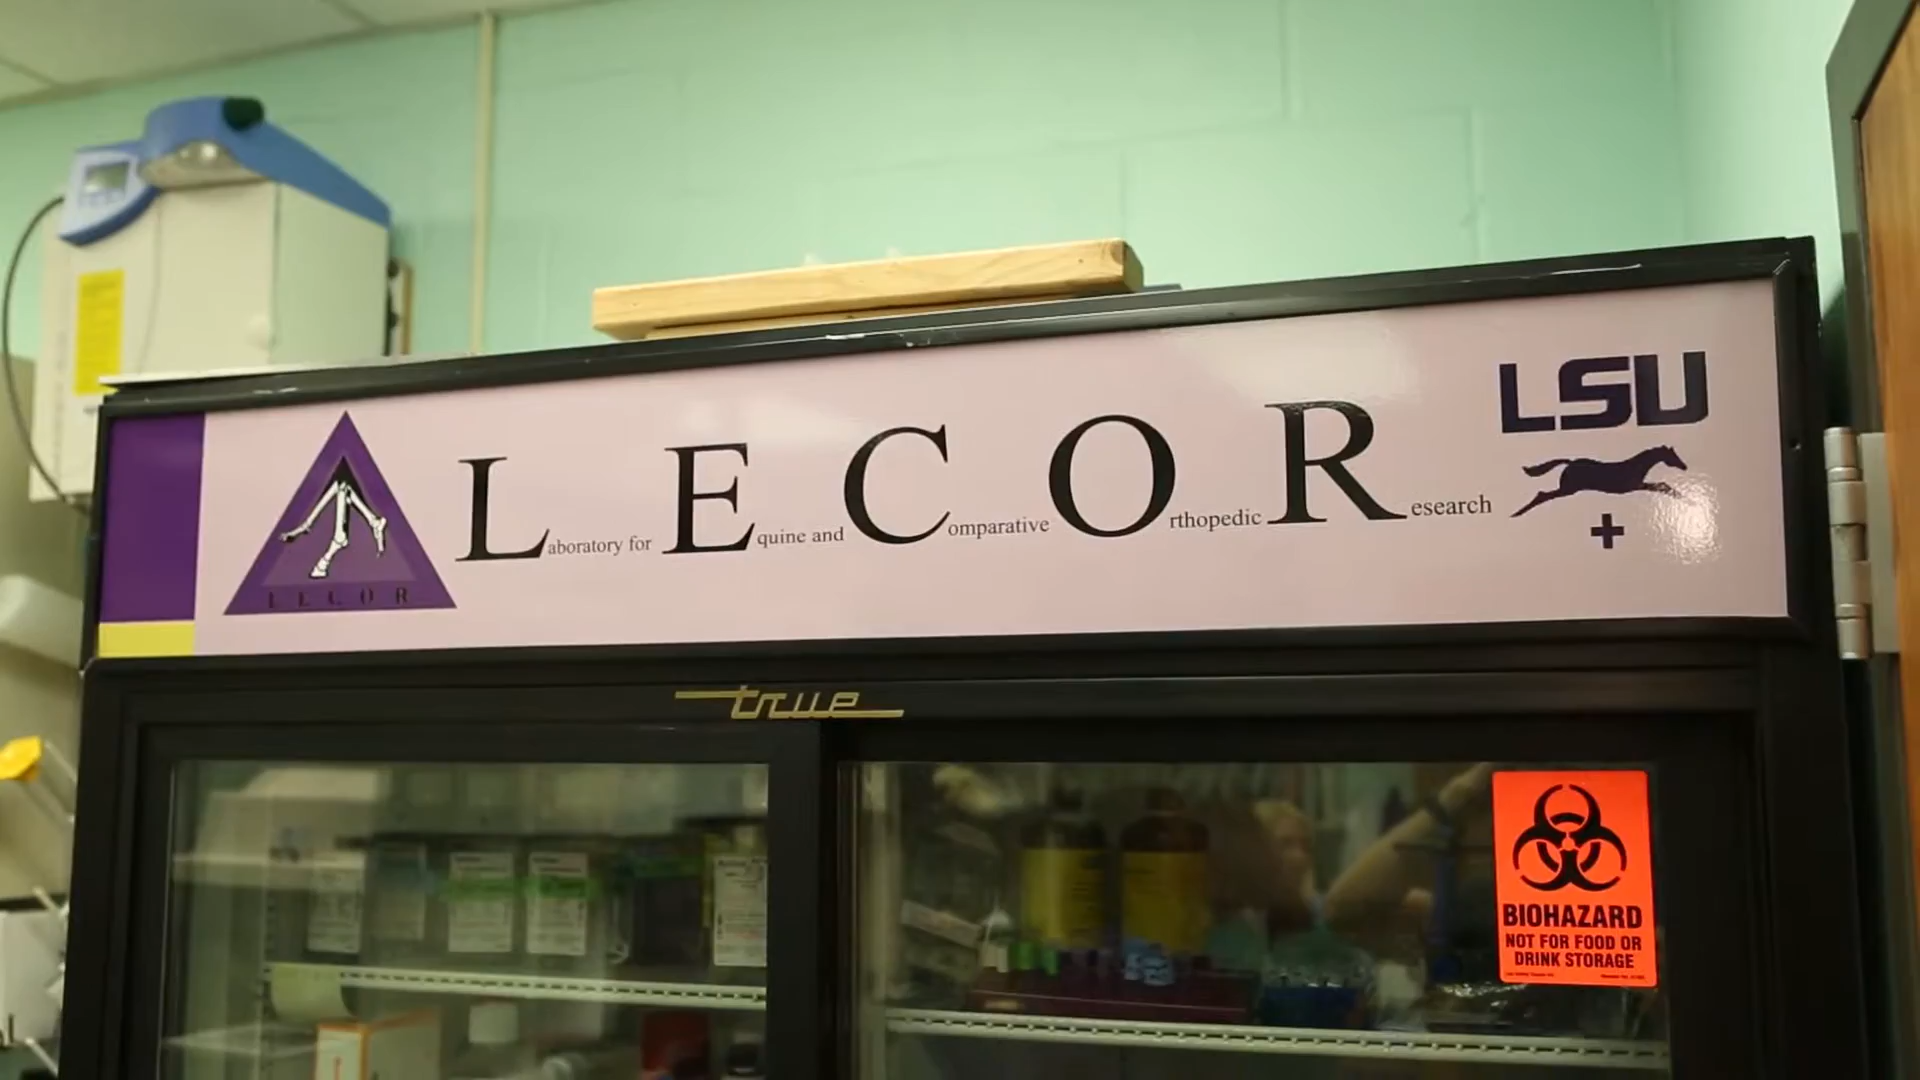 LSU
Laboratory for Equine and Comparative Orthopedic Research
+
LECOR
true
BIOHAZARD
NOT FOR FOOD OR
DRINK STORAGE